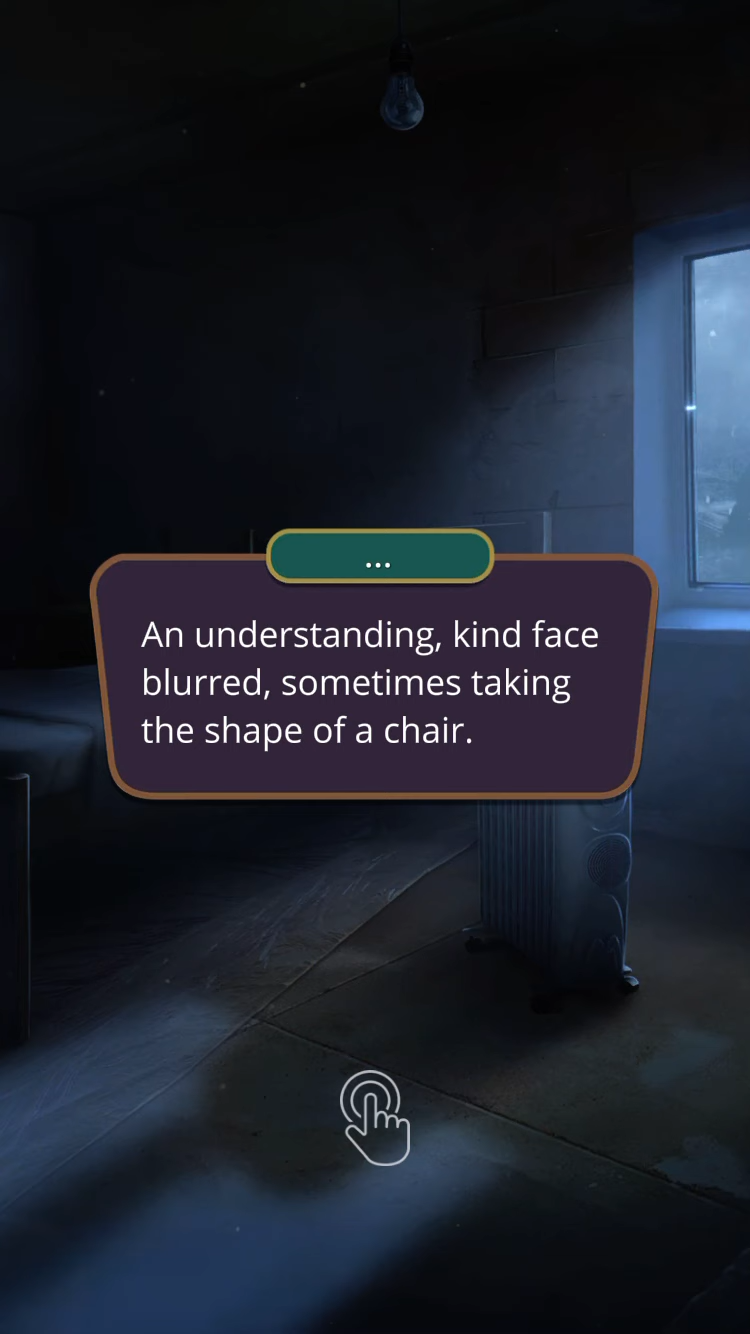 ...
An understanding, kind face
blurred, sometimes taking
the shape of a chair.